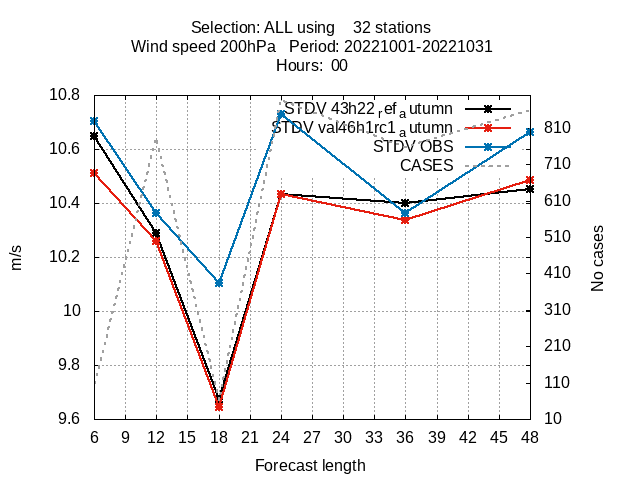 Selection: ALL using 32 stations
Wind speed 200hPa Period: 20221001-20221031
Hours: 00
10.8
10.6
10.4
10.2
10
9.8
9.6
m/s
STDV 43h22_ref_autumn
STDV val46h1rc1_autumn
STDV OBS
CASES
810
710
610
510
410
310
210
110
10
No cases
6 9 12 15 18 21 24 27 30 33 36 39 42 45 48
Forecast length